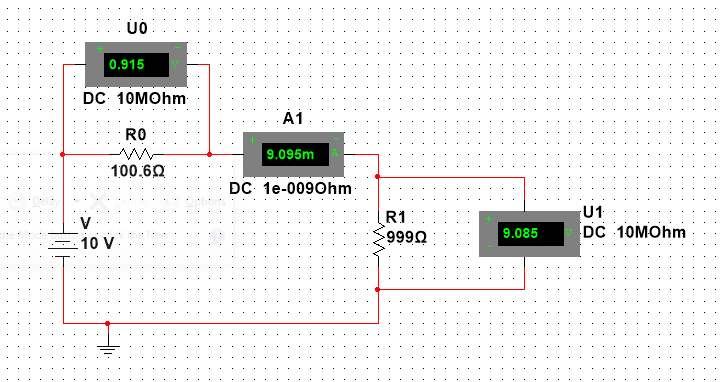 U0
0.915 V
DC 10MOhm
R0
100.6Ω
A1
9.095m A
DC 1e-009Ohm
V
10 V
R1
999Ω
U1
9.085 V
DC 10MOhm